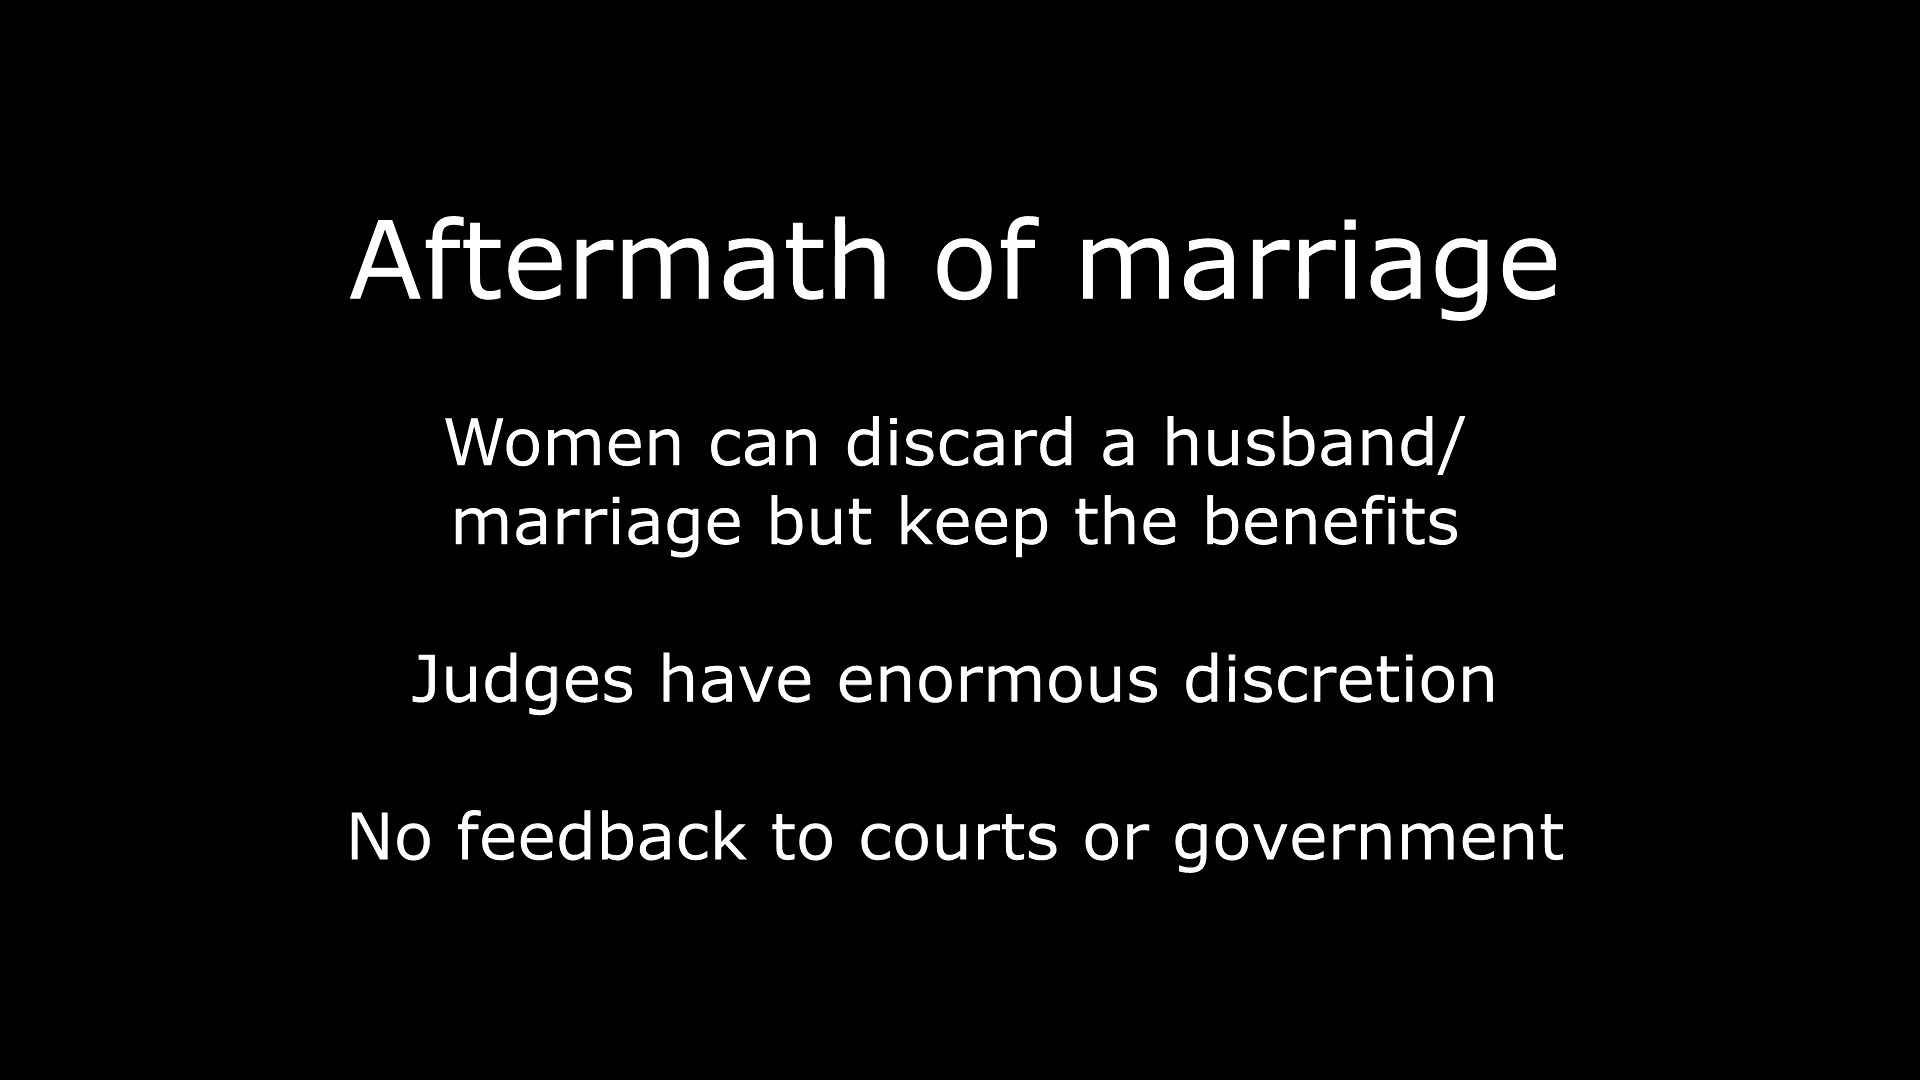 Aftermath of marriage
Women can discard a husband/
marriage but keep the benefits
Judges have enormous discretion
No feedback to courts or government